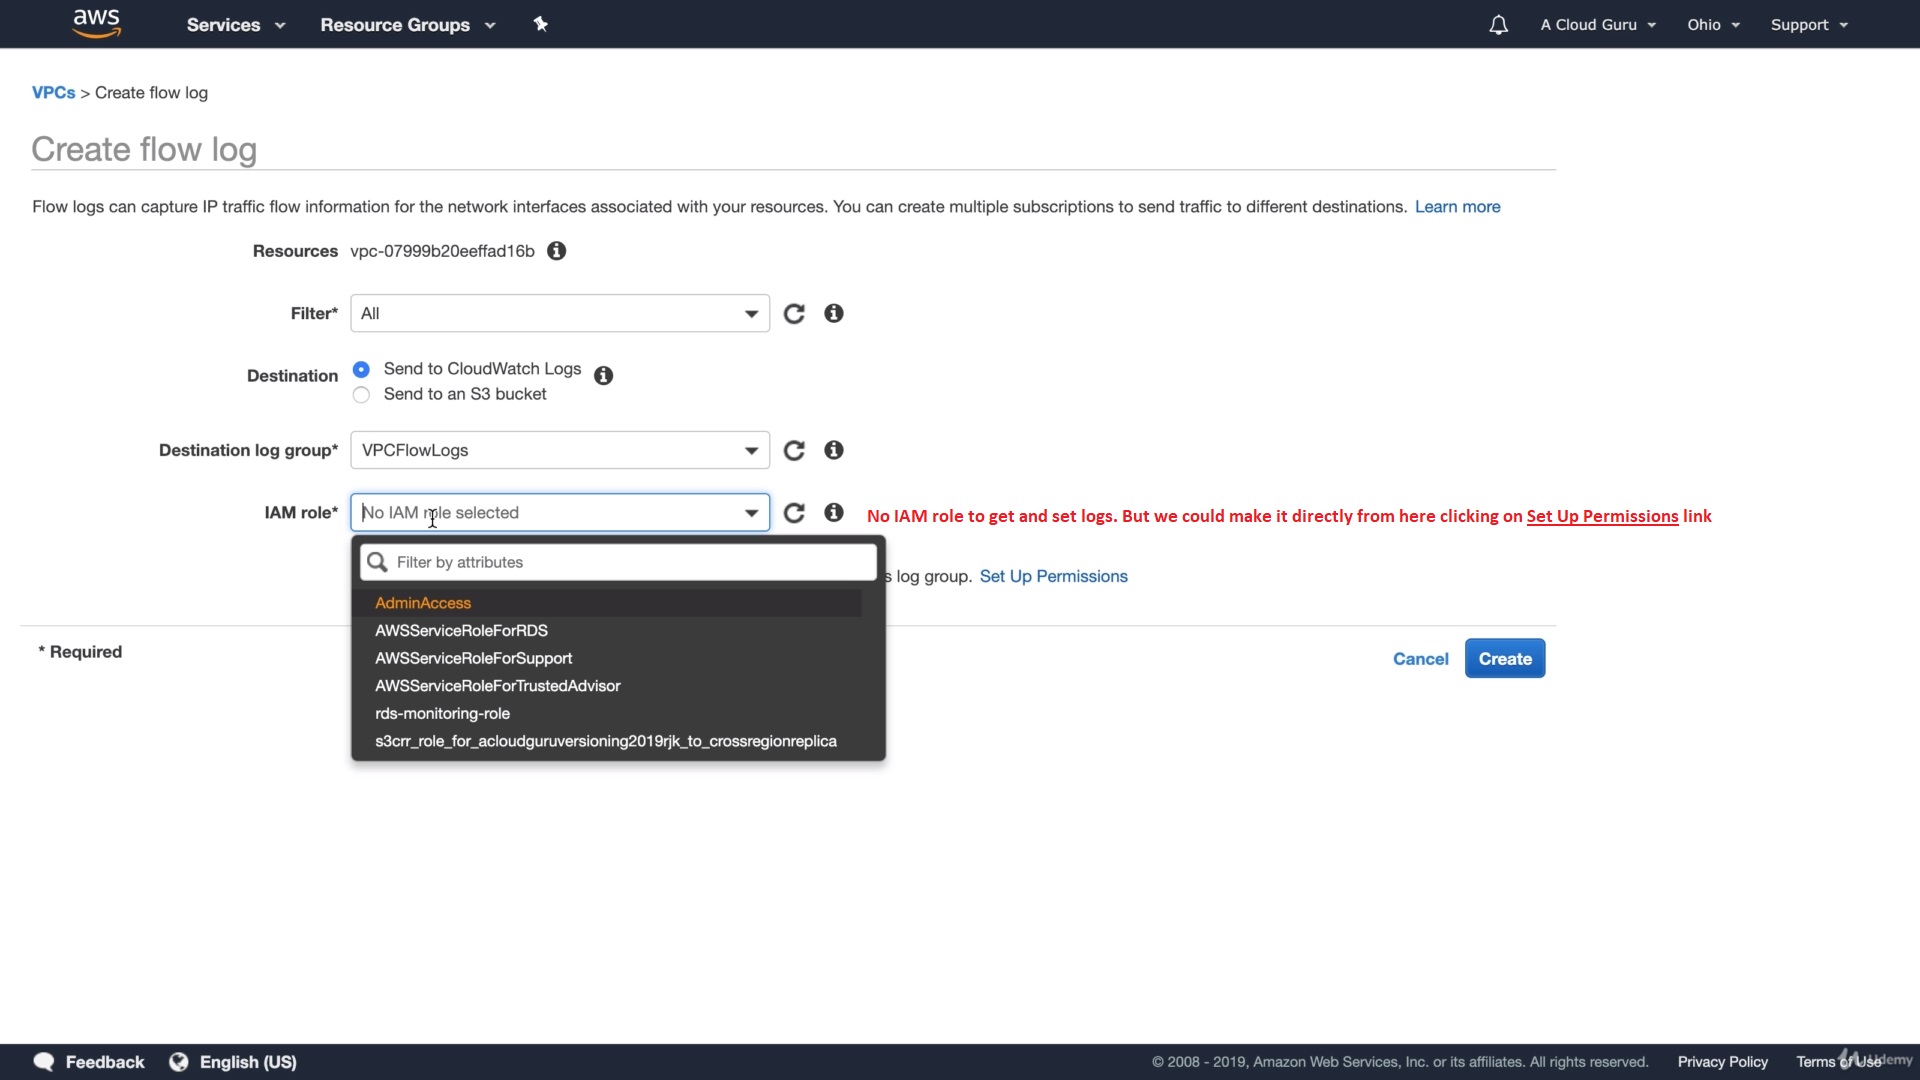 aws Services Resource Groups A Cloud Guru Ohio Support
VPCs > Create flow log
Create flow log
Flow logs can capture IP traffic flow information for the network interfaces associated with your resources. You can create multiple subscriptions to send traffic to different destinations. Learn more
Resources vpc-07999b20eeffad16b
Filter* All
Destination Send to CloudWatch Logs
Send to an S3 bucket
Destination log group* VPCFlowLogs
IAM role* No IAM role selected No IAM role to get and set logs. But we could make it directly from here clicking on Set Up Permissions link
Filter by attributes
s log group. Set Up Permissions
AdminAccess
AWSServiceRoleForRDS
AWSServiceRoleForSupport
AWSServiceRoleForTrustedAdvisor
rds-monitoring-role
s3crr_role_for_acloudguruversioning2019rjk_to_crossregionreplica
* Required Cancel Create
Feedback English (US) © 2008 - 2019, Amazon Web Services, Inc. or its affiliates. All rights reserved. Privacy Policy Terms of Use
Udemy